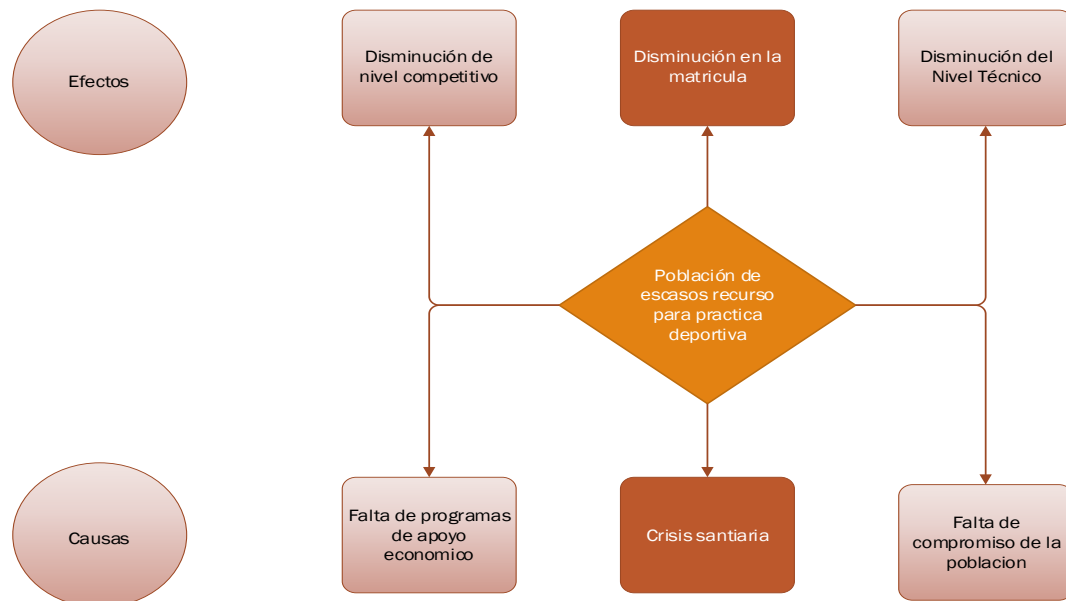 Efectos
Disminución de
nivel competitivo
Disminución en la
matricula
Disminución del
Nivel Técnico
Población de
escasos recurso
para practica
deportiva
Causas
Falta de programas
de apoyo
economico
Crisis santiaria
Falta de
compromiso de la
poblacion